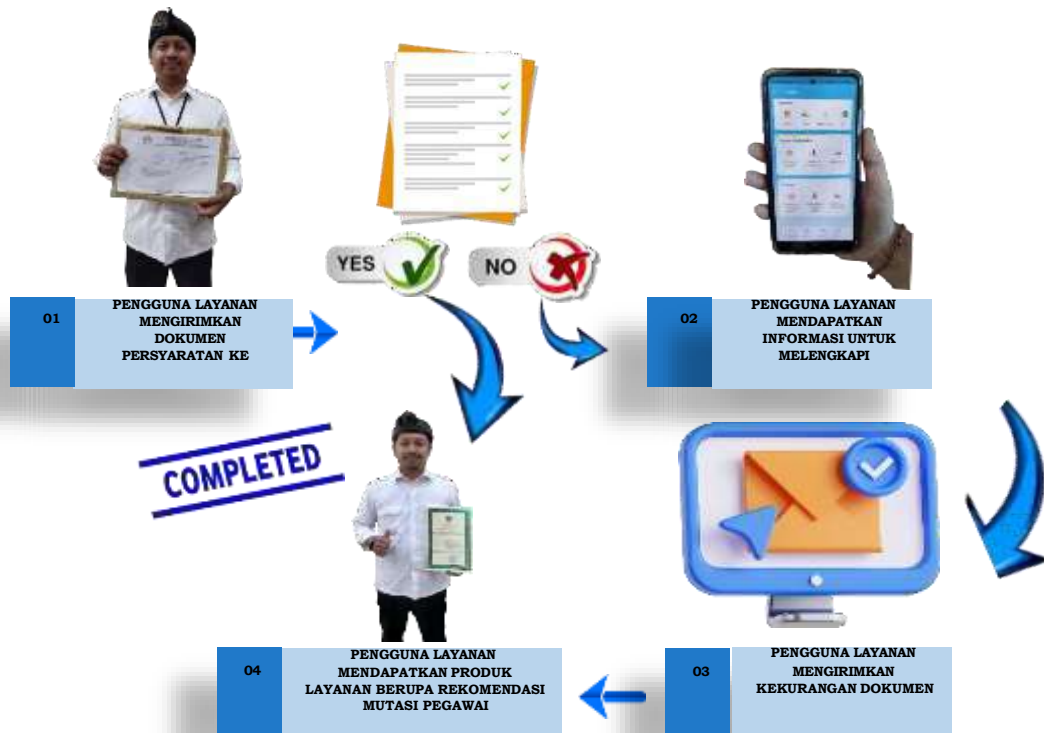 YES
NO
01
PENGGUNA LAYANAN
MENGIRIMKAN
DOKUMEN
PERSYARATAN KE
02
PENGGUNA LAYANAN
MENDAPATKAN
INFORMASI UNTUK
MELENGKAPI
COMPLETED
04
PENGGUNA LAYANAN
MENDAPATKAN PRODUK
LAYANAN BERUPA REKOMENDASI
MUTASI PEGAWAI
03
PENGGUNA LAYANAN
MENGIRIMKAN
KEKURANGAN DOKUMEN